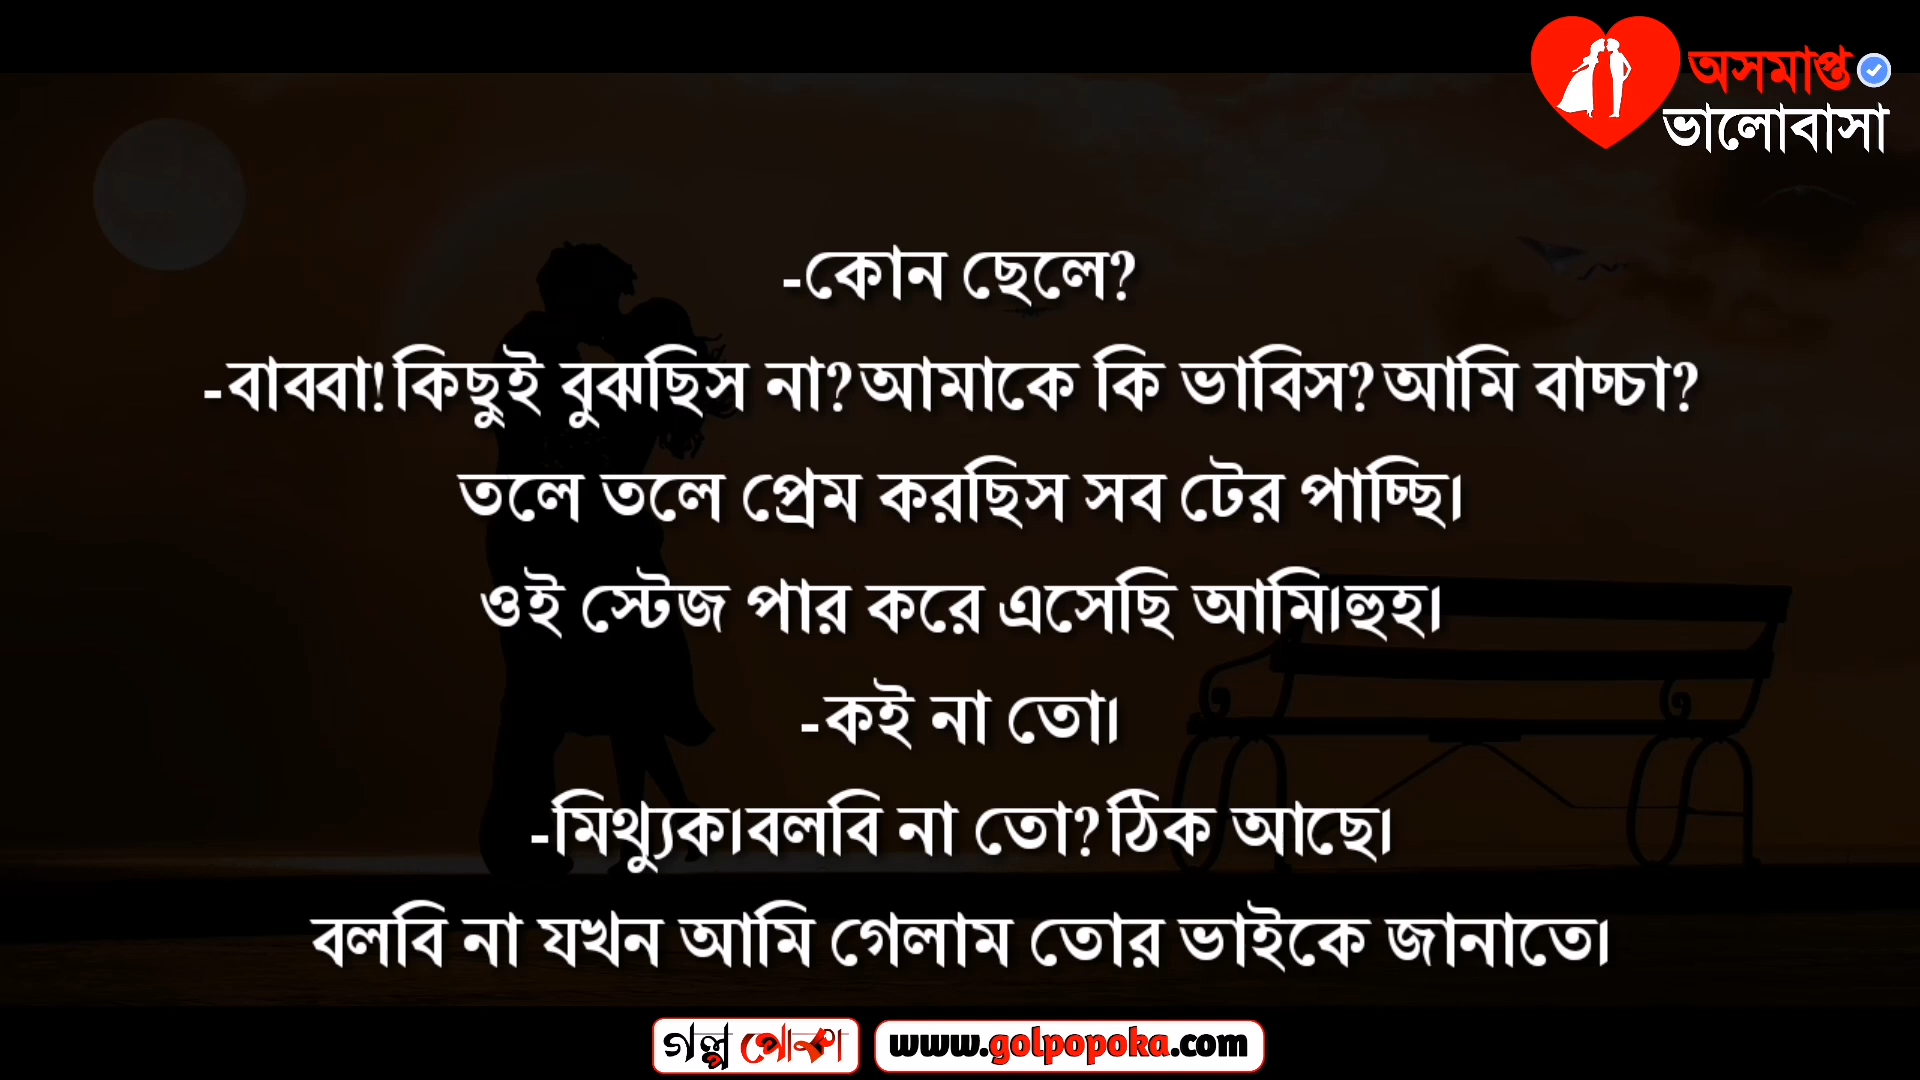 অসমাপ্ত
ভালোবাসা
-কোন ছেলে?
-বাব্বা!কিছুই বুঝছিস না?আমাকে কি ভাবিস?আমি বাচ্চা?
তলে তলে প্রেম করছিস সব টের পাচ্ছি।
ওই স্টেজ পার করে এসেছি আমি।হুহ।
-কই না তো।
-মিথ্যুক।বলবি না তো?ঠিক আছে।
বলবি না যখন আমি গেলাম তোর ভাইকে জানাতে।
গল্প পোকা
www.golpopoka.com